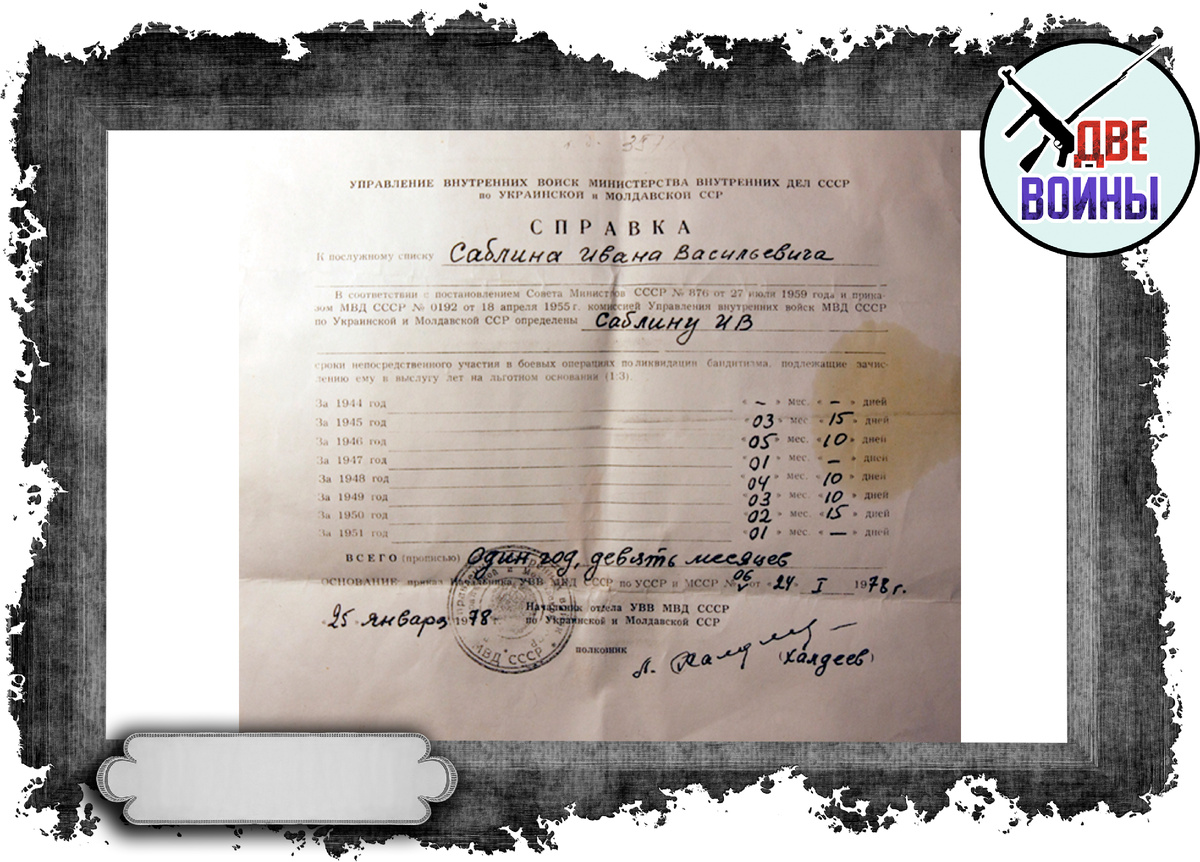 ДВЕ
ВОЙНЫ
УПРАВЛЕНИЕ ВНУТРЕННИХ ВОЙСК МИНИСТЕРСТВА ВНУТРЕННИХ ДЕЛ СССР
по УКРАИНСКОЙ и МОЛДАВСКОЙ ССР
СПРАВКА
К послужному списку Саблина Ивана Васильевича
В соответствии с постановлением Совета Министров СССР № 876 от 27 июля 1959 года и прика-
зом МВД СССР № 0192 от 18 апреля 1955 г. комиссией Управления внутренних войск МВД СССР
по Украинской и Молдавской ССР определены Саблину ИВ
сроки непосредственного участия в боевых операциях по ликвидации бандитизма, подлежащие зачис-
лению ему в выслугу лет на льготном основании (1:3).
За 1944 год « – » мес. « – » дней
За 1945 год « 03 » мес. « 15 » дней
За 1946 год « 05 » мес. « 10 » дней
За 1947 год « 01 » мес. « – » дней
За 1948 год « 04 » мес. « 10 » дней
За 1949 год « 03 » мес. « 10 » дней
За 1950 год « 02 » мес. « 15 » дней
За 1951 год « 01 » мес. « – » дней
ВСЕГО (прописью) Один год, девять месяцев
ОСНОВАНИЕ: приказ Начальника УВВ МВД СССР по УССР и МССР № 06 от « 24 » I 1978 г.
« 25 » января 1978 г.
Начальник отдела УВВ МВД СССР
по Украинской и Молдавской ССР
полковник
(Халдеев)
МВД СССР